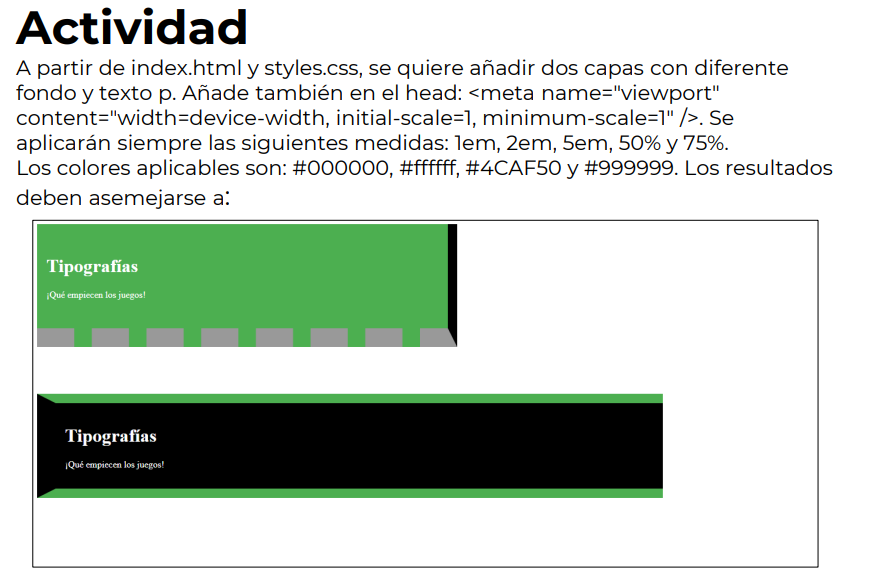 Actividad
A partir de index.html y styles.css, se quiere añadir dos capas con diferente
fondo y texto p. Añade también en el head: <meta name="viewport"
content="width=device-width, initial-scale=1, minimum-scale=1" />. Se
aplicarán siempre las siguientes medidas: 1em, 2em, 5em, 50% y 75%.
Los colores aplicables son: #000000, #ffffff, #4CAF50 y #999999. Los resultados
deben asemejarse a:
Tipografías
¡Qué empiecen los juegos!
Tipografías
¡Qué empiecen los juegos!